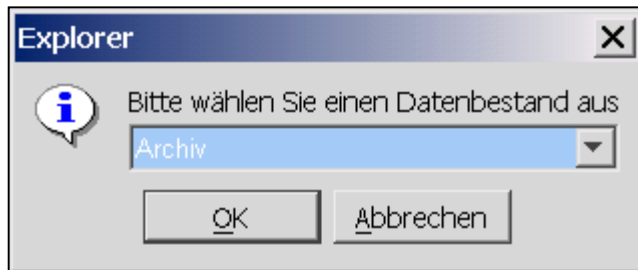 Explorer
Bitte wählen Sie einen Datenbestand aus
Archiv
OK Abbrechen